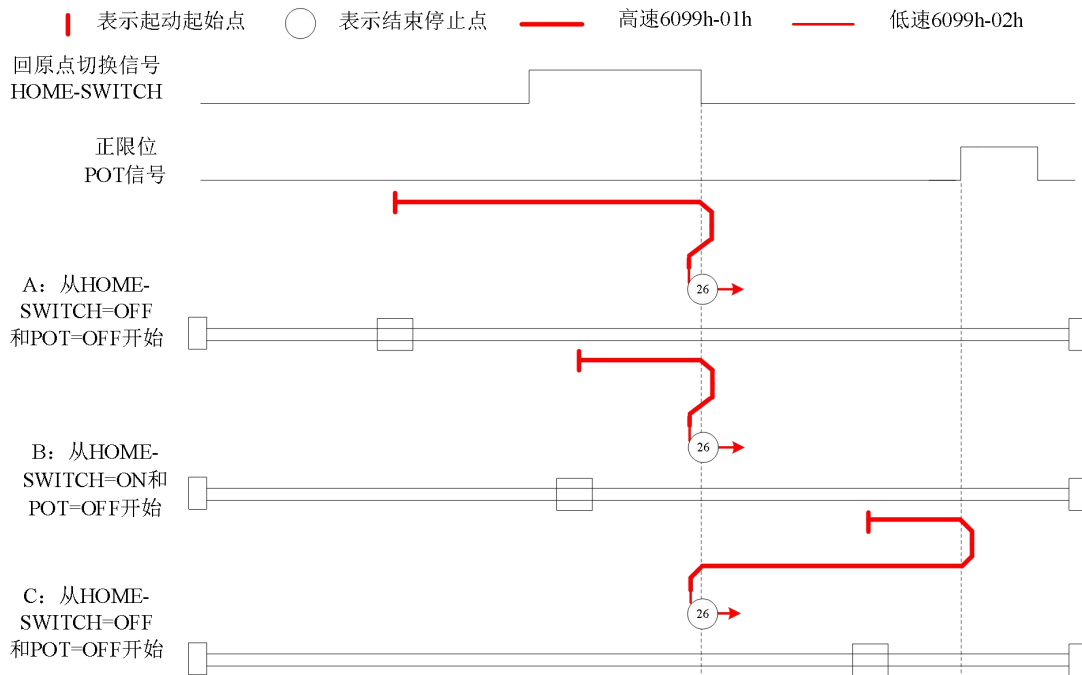 表示起动起始点
表示结束停止点
高速6099h-01h
低速6099h-02h
回原点切换信号
HOME-SWITCH
正限位
POT信号
26
A：从HOME-
SWITCH=OFF
和POT=OFF开始
26
B：从HOME-
SWITCH=ON和
POT=OFF开始
26
C：从HOME-
SWITCH=OFF
和POT=OFF开始